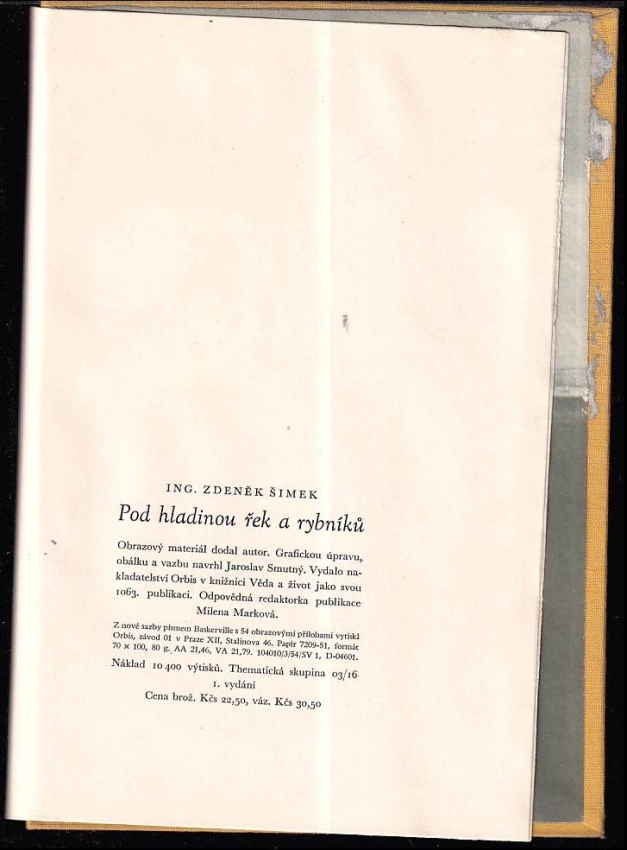 ING. ZDENĚK ŠIMEK
Pod hladinou řek a rybníků
Obrazový materiál dodal autor. Grafickou úpravu,
obálku a vazbu navrhl Jaroslav Smutný. Vydalo na-
kladatelství Orbis v knižnici Věda a život jako svou
1063. publikaci. Odpovědná redaktorka publikace
Milena Marková.
Z nové sazby písmem Baskerville s 54 obrazovými přílohami vytiskl
Orbis, závod 01 v Praze XII, Stalinova 46. Papír 7209-51, formát
70 x 100, 80 g. AA 21,46, VA 21,79. 104010/3/54/SV 1, D-04601.
Náklad 10 400 výtisků. Thematická skupina 03/16
1. vydání
Cena brož. Kčs 22,50, váz. Kčs 30,50